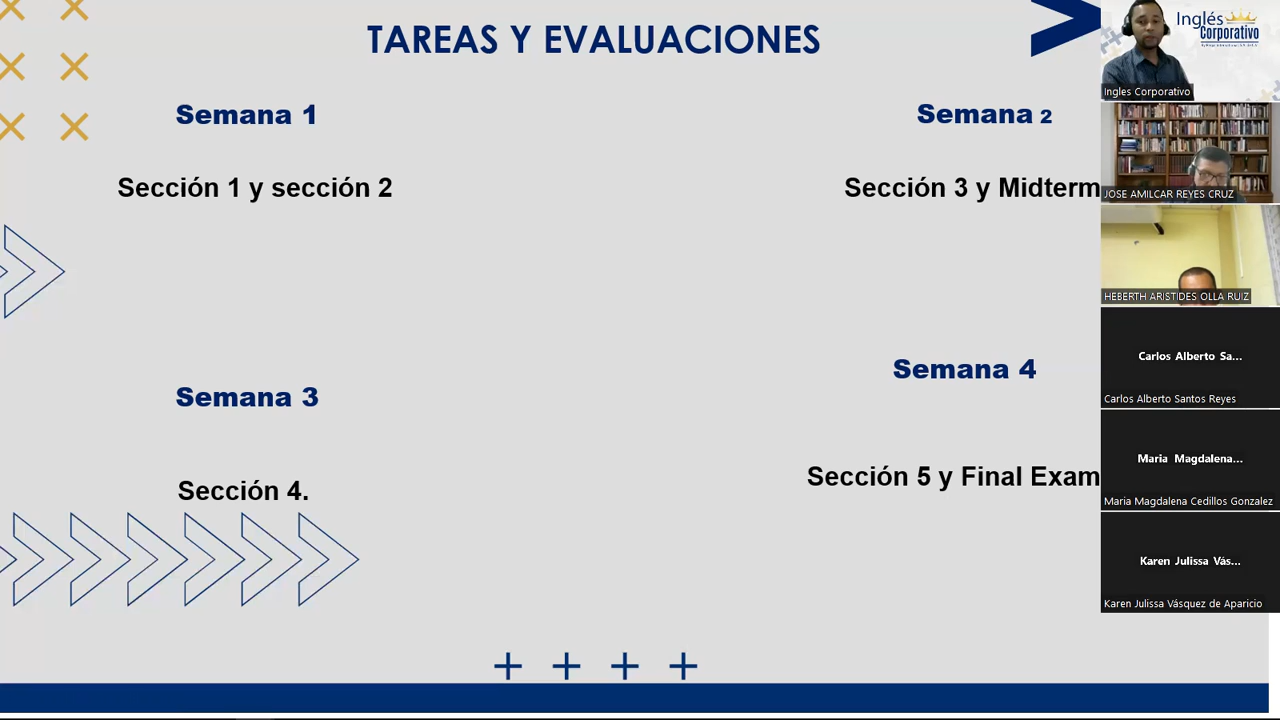 TAREAS Y EVALUACIONES
Semana 1
Sección 1 y sección 2
Semana 2
Sección 3 y Midterm
Semana 3
Sección 4.
Semana 4
Sección 5 y Final Exam
Inglés
Corporativo
Ingles Corporativo
JOSE AMILCAR REYES CRUZ
HEBERTH ARISTIDES OLLA RUIZ
Carlos Alberto Sa...
Carlos Alberto Santos Reyes
Maria Magdalena...
Maria Magdalena Cedillos Gonzalez
Karen Julissa Vás...
Karen Julissa Vásquez de Aparicio